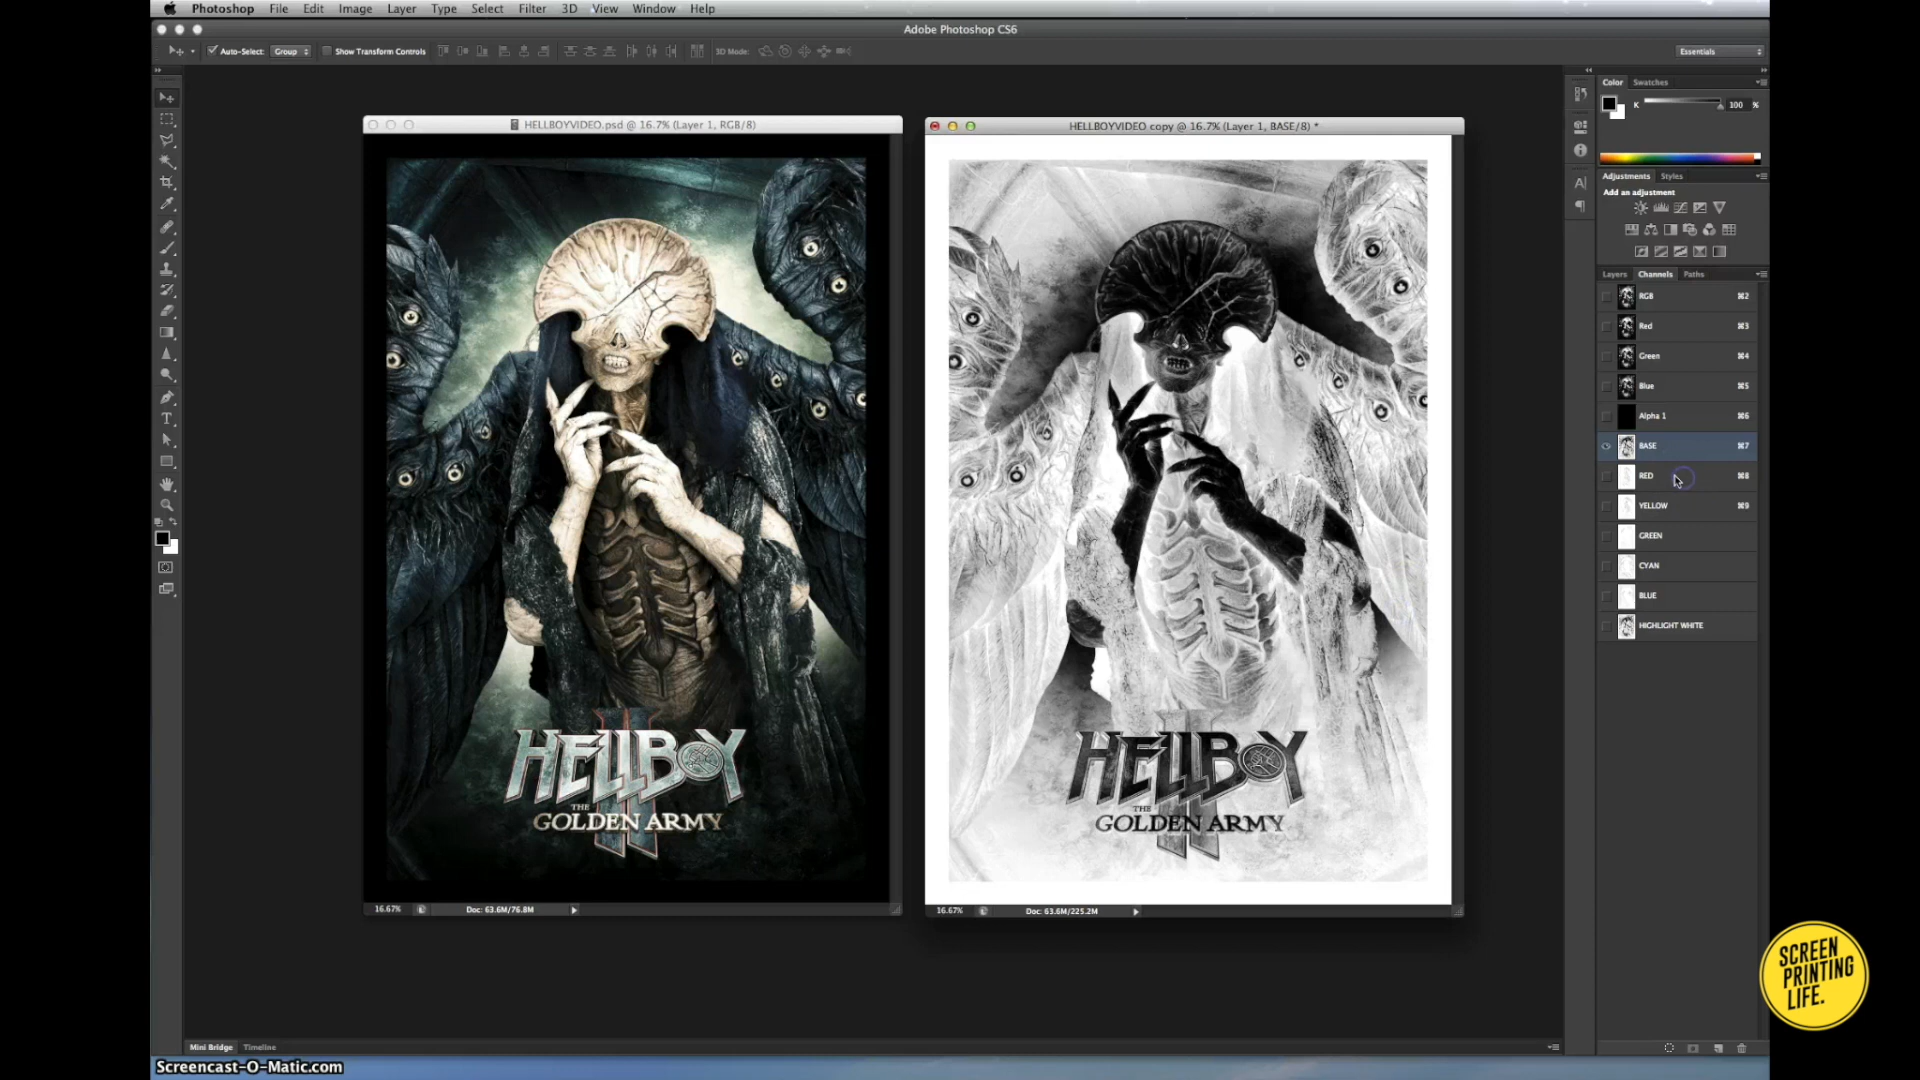 Photoshop File Edit Image Layer Type Select Filter 3D View Window Help
Adobe Photoshop CS6
Auto-Select: Group Show Transform Controls 3D Mode: Essentials
Color Swatches
K 100 %
HELLBOYVIDEO.psd @ 16.7% (Layer 1, RGB/8)
HELLBOYVIDEO copy @ 16.7% (Layer 1, BASE/8) *
Adjustments Styles
Add an adjustment
Layers Channels Paths
RGB ⌘2
Red ⌘3
Green ⌘4
Blue ⌘5
Alpha 1 ⌘6
BASE ⌘7
RED ⌘8
YELLOW ⌘9
GREEN
CYAN
BLUE
HIGHLIGHT WHITE
HELLBOY
II
THE
GOLDEN ARMY
HELLBOY
II
THE
GOLDEN ARMY
16.67% Doc: 63.6M/76.8M
16.67% Doc: 63.6M/225.2M
SCREEN
PRINTING
LIFE.
Mini Bridge Timeline
Screencast-O-Matic.com